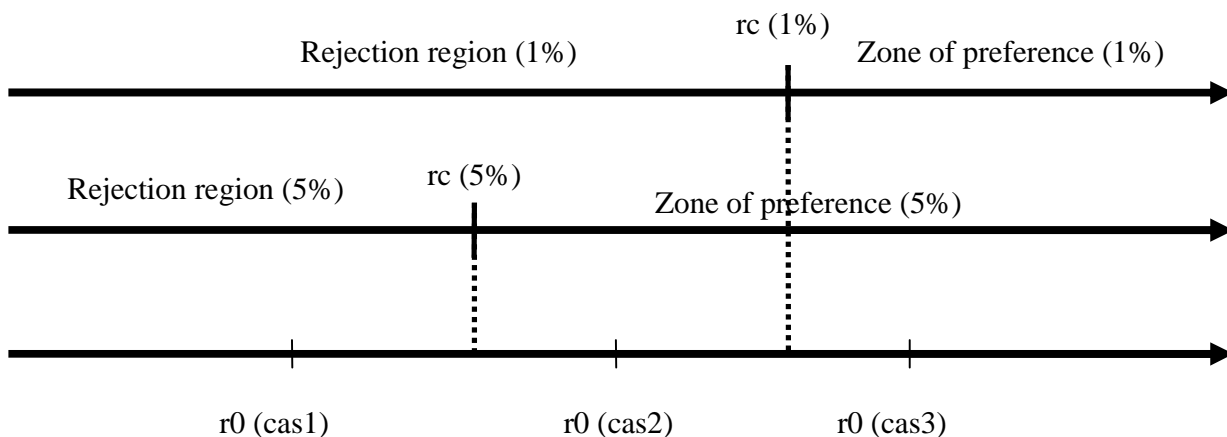 rc (1%)
Rejection region (1%)
Zone of preference (1%)
rc (5%)
Rejection region (5%)
Zone of preference (5%)
r0 (cas1)
r0 (cas2)
r0 (cas3)